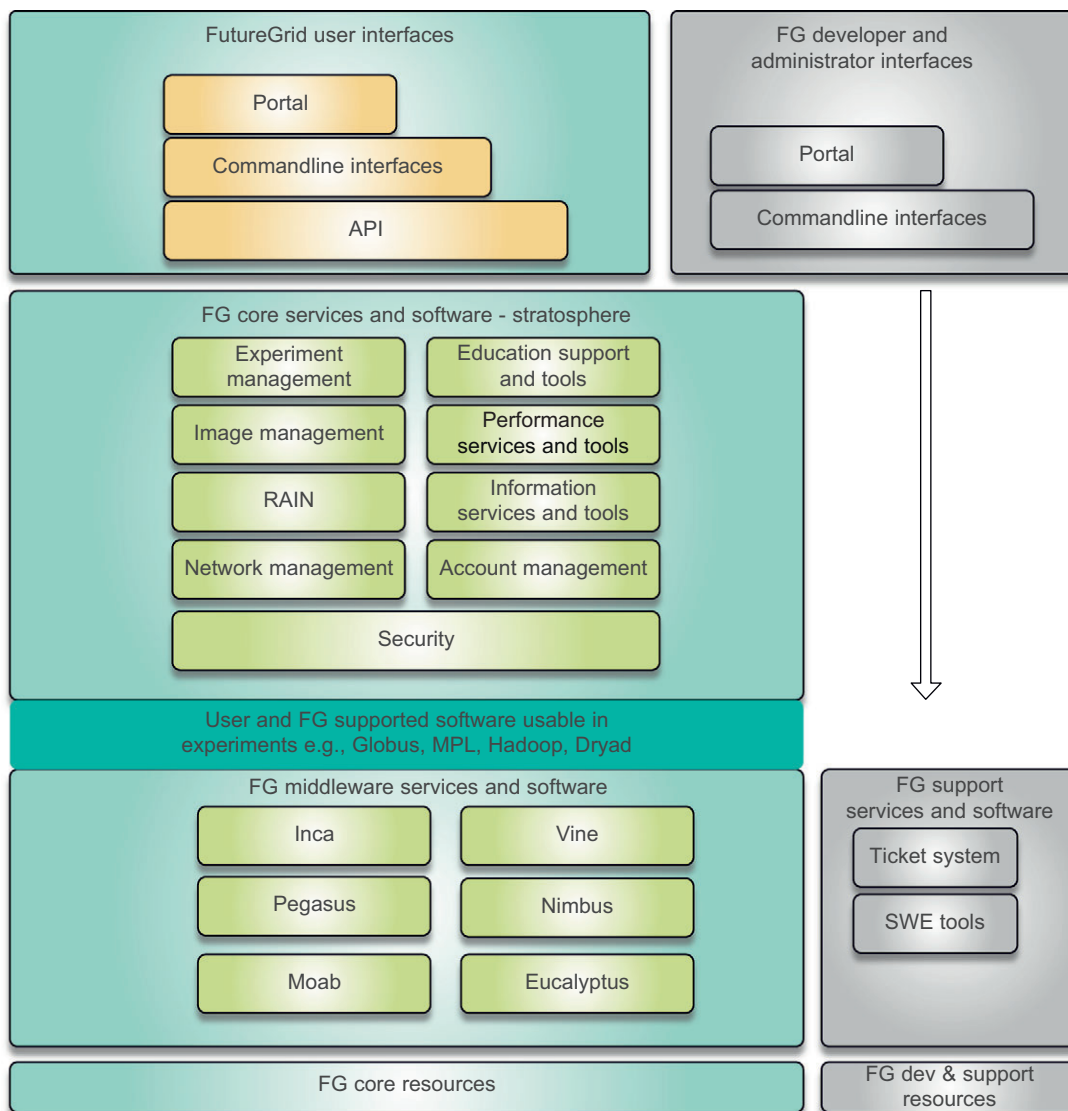 FutureGrid user interfaces
Portal
Commandline interfaces
API
FG developer and
administrator interfaces
Portal
Commandline interfaces
FG core services and software - stratosphere
Experiment
management
Education support
and tools
Image management
Performance
services and tools
RAIN
Information
services and tools
Network management
Account management
Security
User and FG supported software usable in
experiments e.g., Globus, MPL, Hadoop, Dryad
FG middleware services and software
Inca
Vine
Pegasus
Nimbus
Moab
Eucalyptus
FG support
services and software
Ticket system
SWE tools
FG core resources
FG dev & support
resources